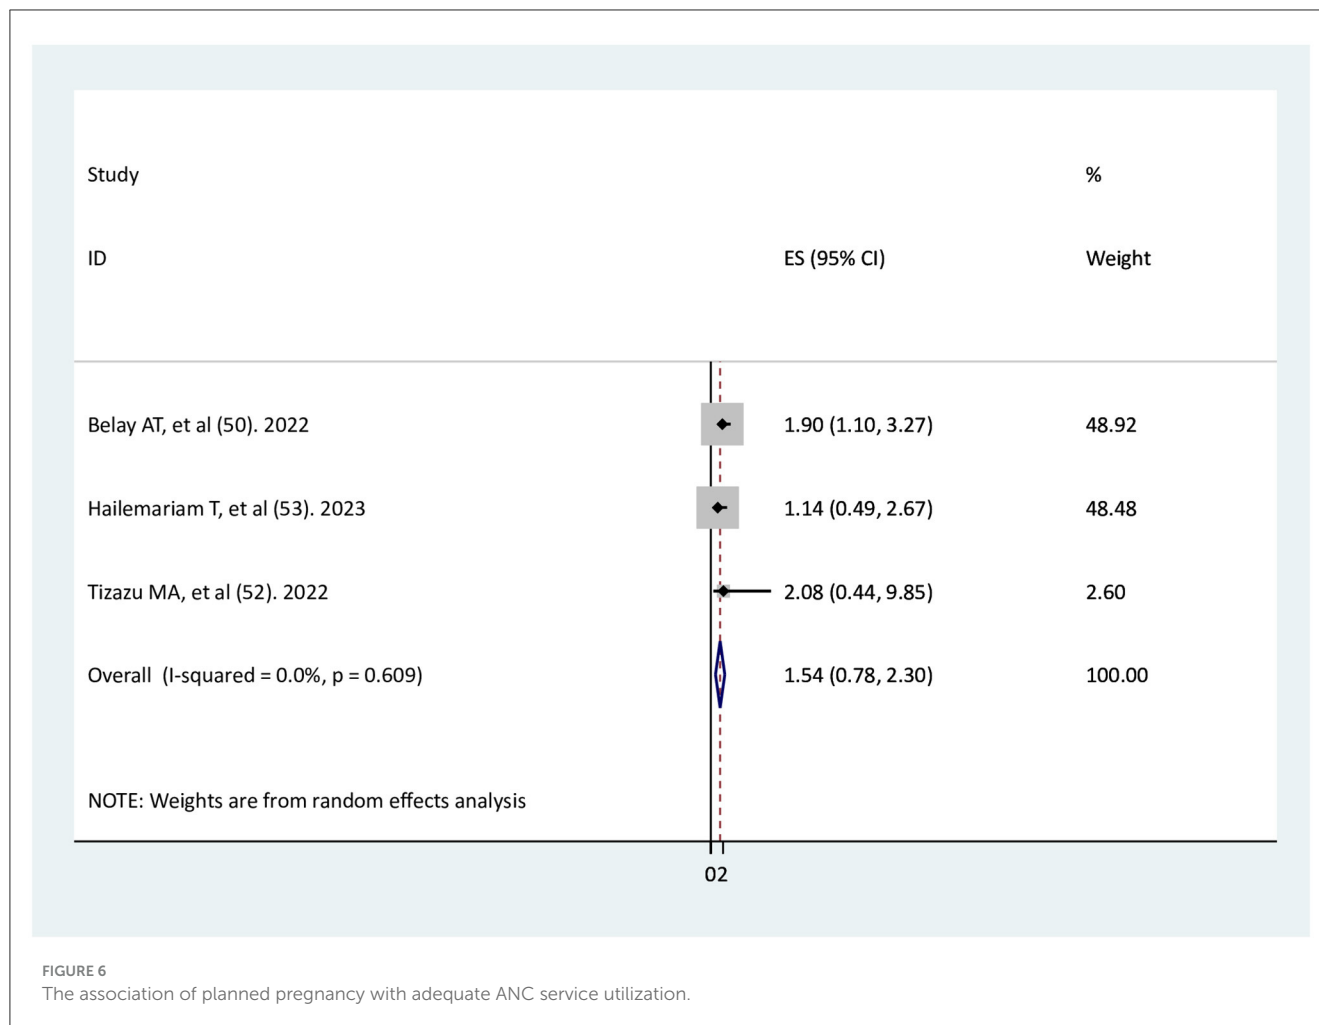 Study %
ID ES (95% CI) Weight
Belay AT, et al (50). 2022 1.90 (1.10, 3.27) 48.92
Hailemariam T, et al (53). 2023 1.14 (0.49, 2.67) 48.48
Tizazu MA, et al (52). 2022 2.08 (0.44, 9.85) 2.60
Overall (I-squared = 0.0%, p = 0.609) 1.54 (0.78, 2.30) 100.00
NOTE: Weights are from random effects analysis
02
FIGURE 6
The association of planned pregnancy with adequate ANC service utilization.